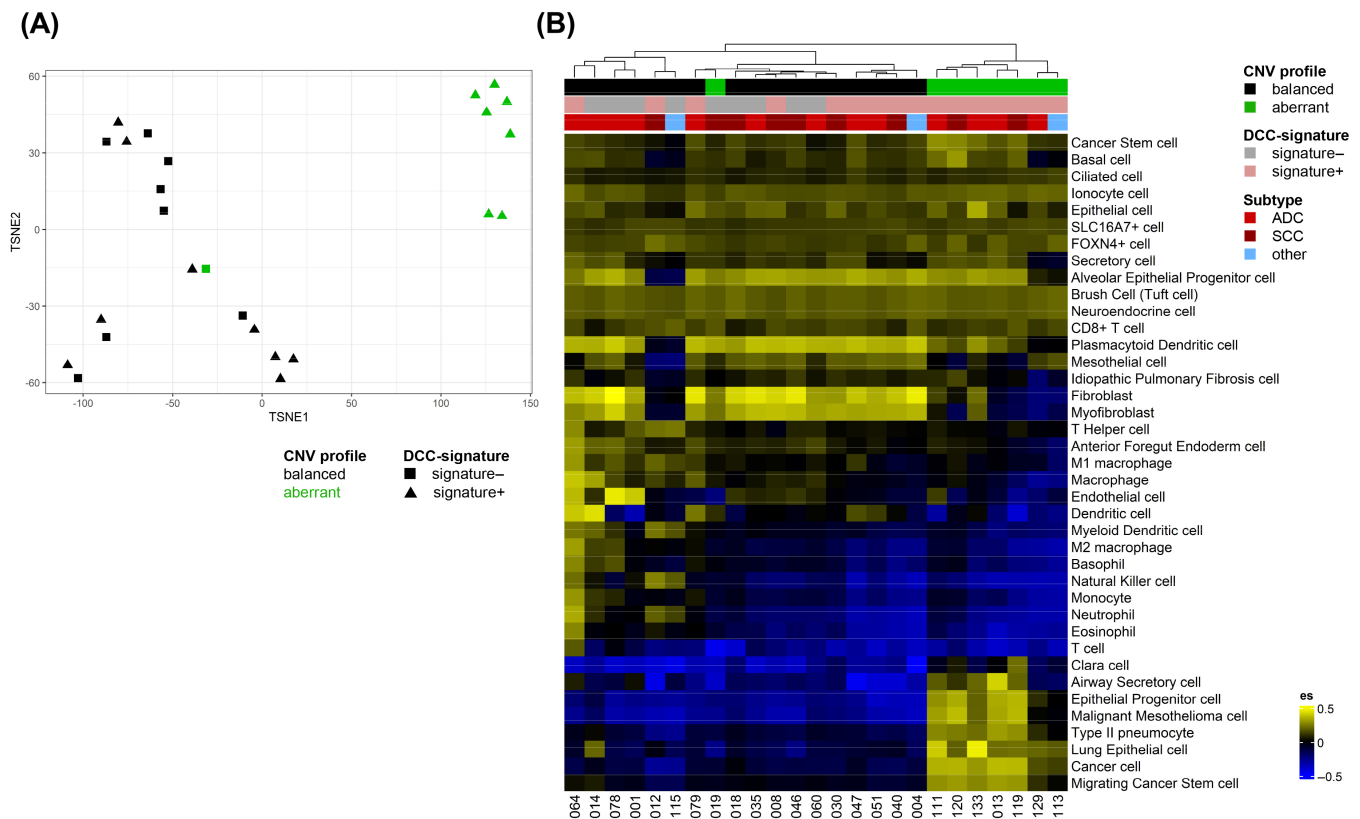 (A)
60
30
0
-30
-60
TSNE2
-100
-50
0
50
100
150
TSNE1
CNV profile
balanced
aberrant
DCC-signature
signature–
signature+
(B)
CNV profile
balanced
aberrant
DCC-signature
signature–
signature+
Subtype
ADC
SCC
other
Cancer Stem cell
Basal cell
Ciliated cell
Ionocyte cell
Epithelial cell
SLC16A7+ cell
FOXN4+ cell
Secretory cell
Alveolar Epithelial Progenitor cell
Brush Cell (Tuft cell)
Neuroendocrine cell
CD8+ T cell
Plasmacytoid Dendritic cell
Mesothelial cell
Idiopathic Pulmonary Fibrosis cell
Fibroblast
Myofibroblast
T Helper cell
Anterior Foregut Endoderm cell
M1 macrophage
Macrophage
Endothelial cell
Dendritic cell
Myeloid Dendritic cell
M2 macrophage
Basophil
Natural Killer cell
Monocyte
Neutrophil
Eosinophil
T cell
Clara cell
Airway Secretory cell
Epithelial Progenitor cell
Malignant Mesothelioma cell
Type II pneumocyte
Lung Epithelial cell
Cancer cell
Migrating Cancer Stem cell
es
0.5
0
–0.5
064
014
078
001
012
115
079
019
018
035
008
046
060
030
047
051
040
004
111
120
133
013
119
129
113